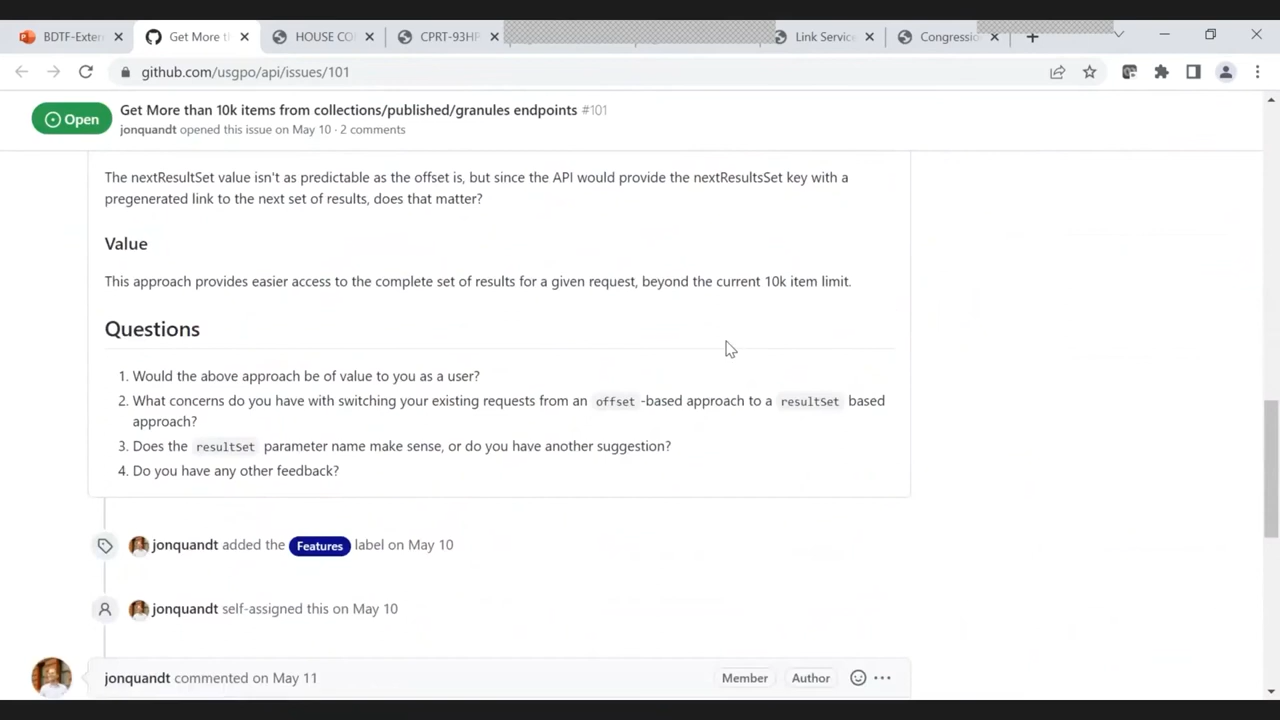 BDTF-Exter
Get More t
HOUSE CO
CPRT-93HP
Link Service
Congressio
github.com/usgpo/api/issues/101
Open
Get More than 10k items from collections/published/granules endpoints #101
jonquandt opened this issue on May 10 · 2 comments
The nextResultSet value isn't as predictable as the offset is, but since the API would provide the nextResultsSet key with a
pregenerated link to the next set of results, does that matter?
Value
This approach provides easier access to the complete set of results for a given request, beyond the current 10k item limit.
Questions
1. Would the above approach be of value to you as a user?
2. What concerns do you have with switching your existing requests from an offset -based approach to a resultSet based
approach?
3. Does the resultSet parameter name make sense, or do you have another suggestion?
4. Do you have any other feedback?
jonquandt added the Features label on May 10
jonquandt self-assigned this on May 10
jonquandt commented on May 11
Member
Author